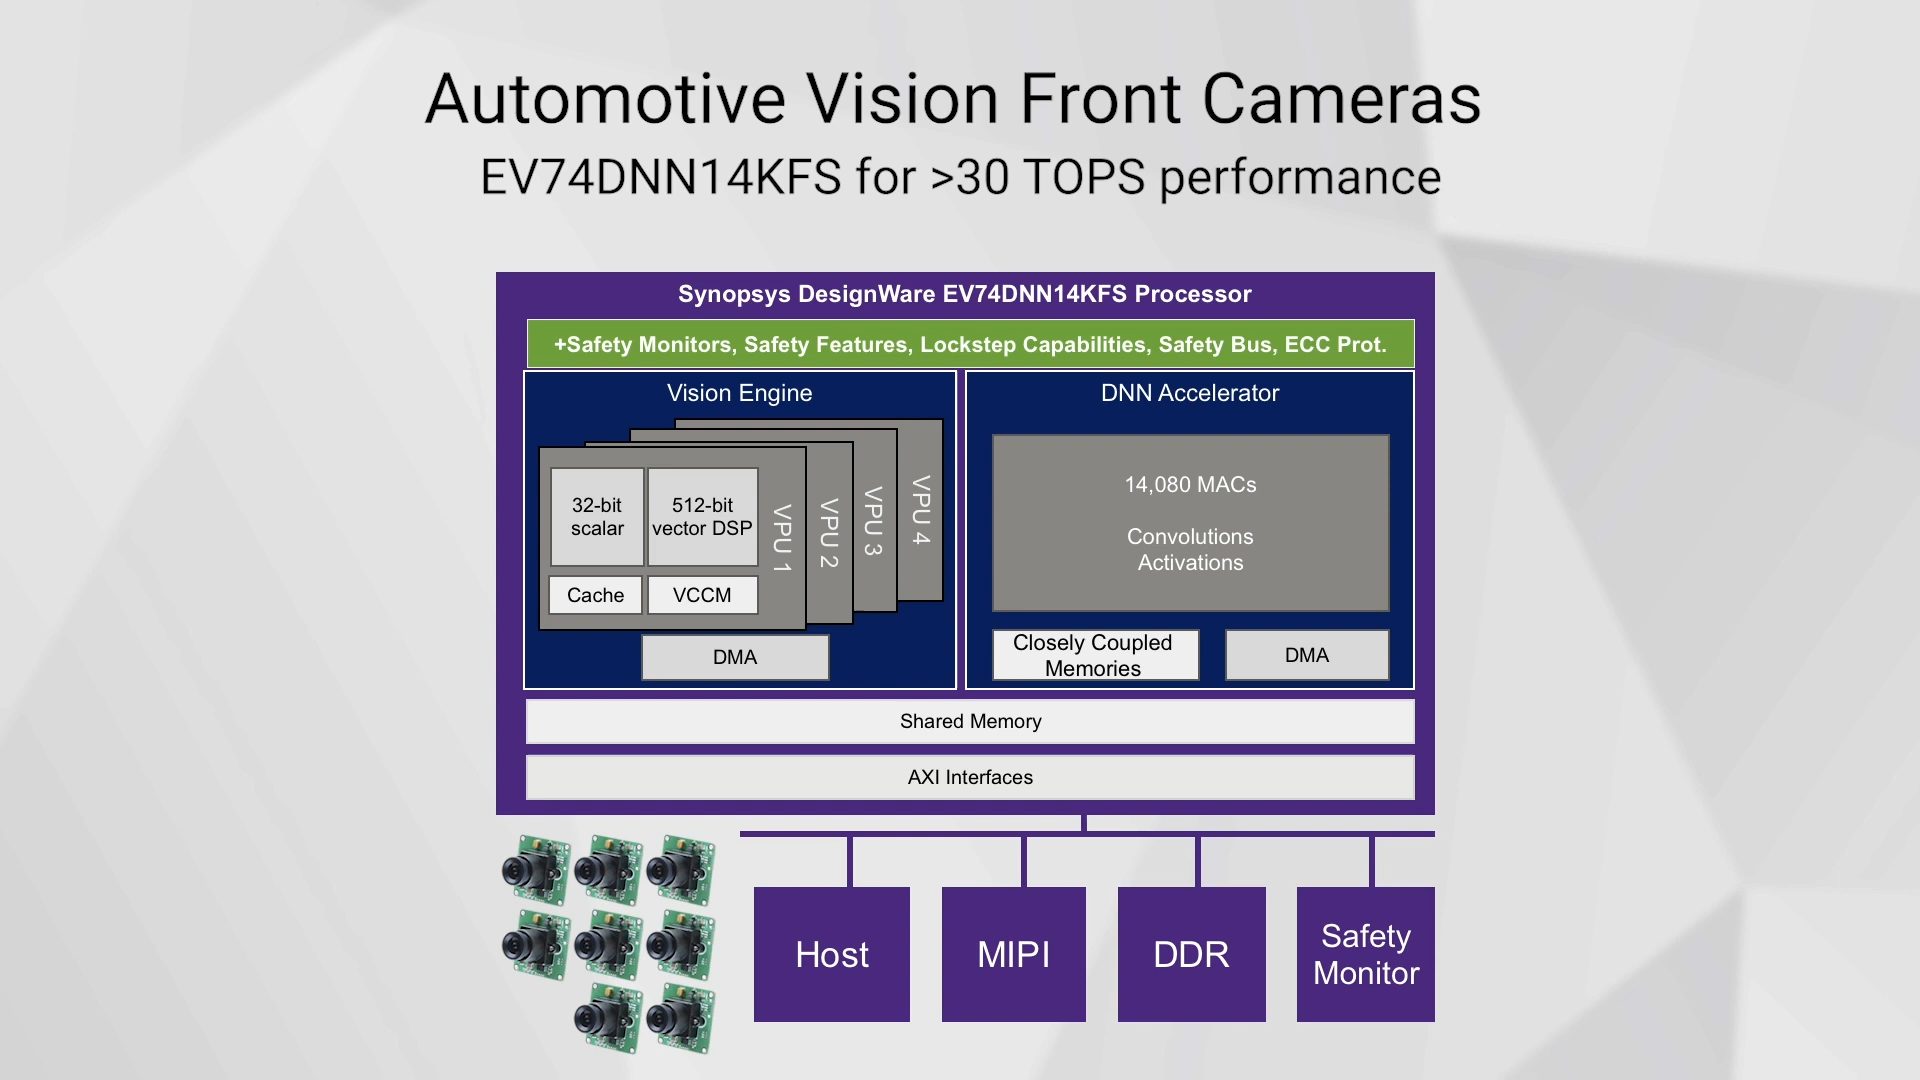 Automotive Vision Front Cameras
EV74DNN14KFS for >30 TOPS performance
Synopsys DesignWare EV74DNN14KFS Processor
+Safety Monitors, Safety Features, Lockstep Capabilities, Safety Bus, ECC Prot.
Vision Engine
32-bit
scalar
512-bit
vector DSP
Cache
VCCM
VPU 1
VPU 2
VPU 3
VPU 4
DMA
DNN Accelerator
14,080 MACs
Convolutions
Activations
Closely Coupled
Memories
DMA
Shared Memory
AXI Interfaces
Host
MIPI
DDR
Safety
Monitor